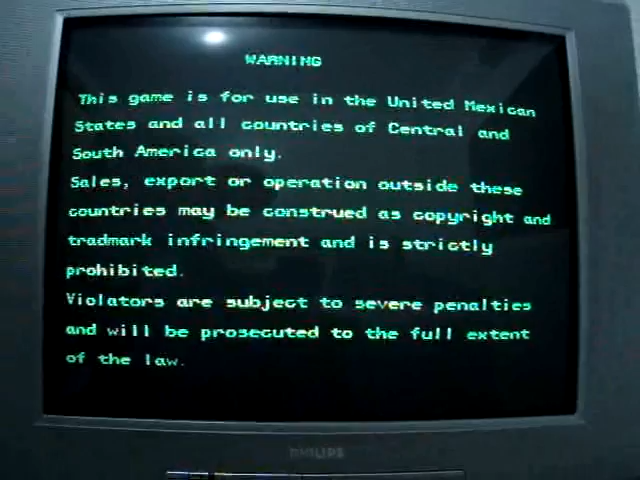 WARNING
This game is for use in the United Mexican
States and all countries of Central and
South America only.
Sales, export or operation outside these
countries may be construed as copyright and
tradmark infringement and is strictly
prohibited.
Violators are subject to severe penalties
and will be prosecuted to the full extent
of the law.
PHILIPS